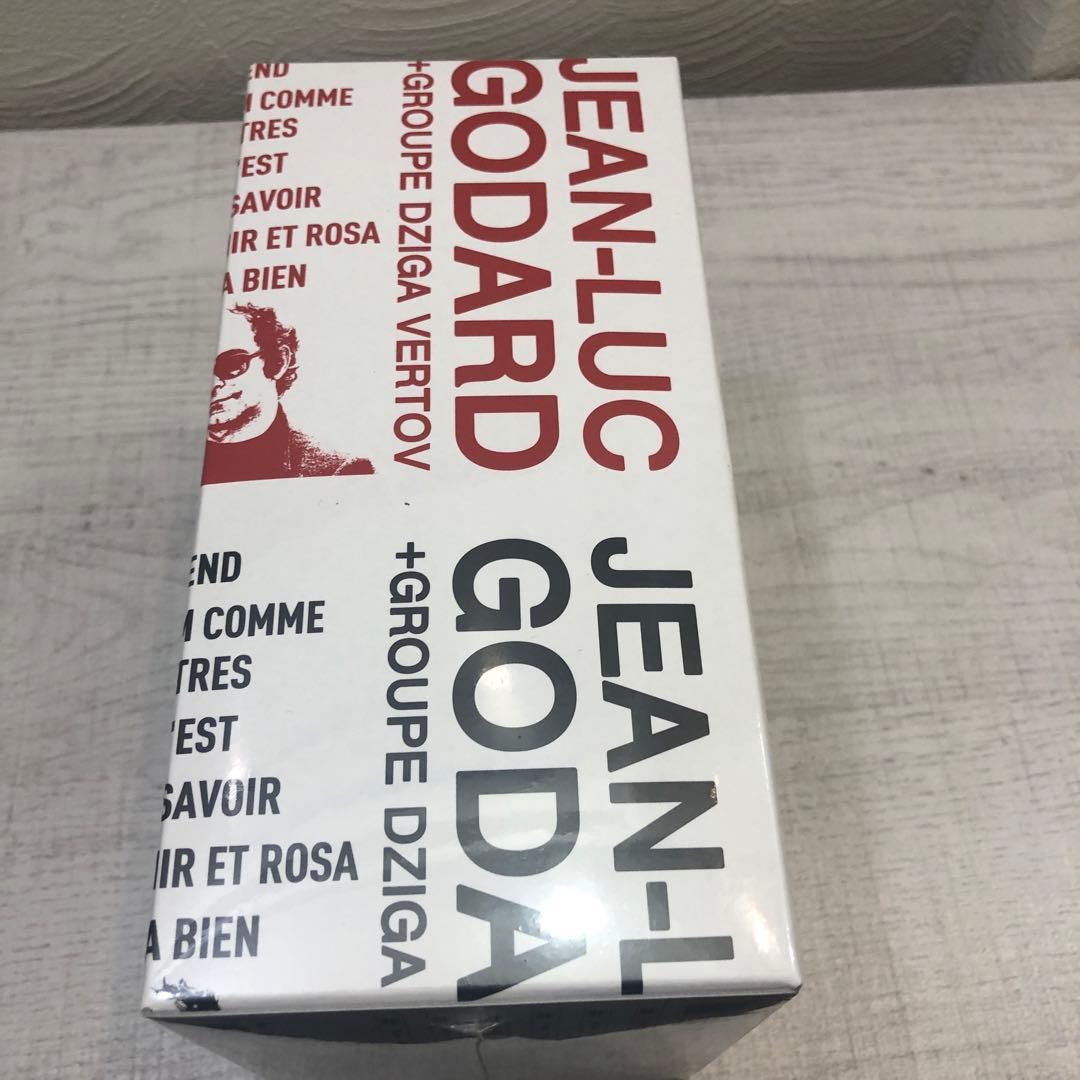 END
M COMME
TRES
'EST
SAVOIR
IR ET ROSA
A BIEN
+GROUPE DZIGA VERTOV
GODARD
JEAN-LUC
END
M COMME
TRES
'EST
SAVOIR
IR ET ROSA
A BIEN
+GROUPE DZIGA
GODA
JEAN-L